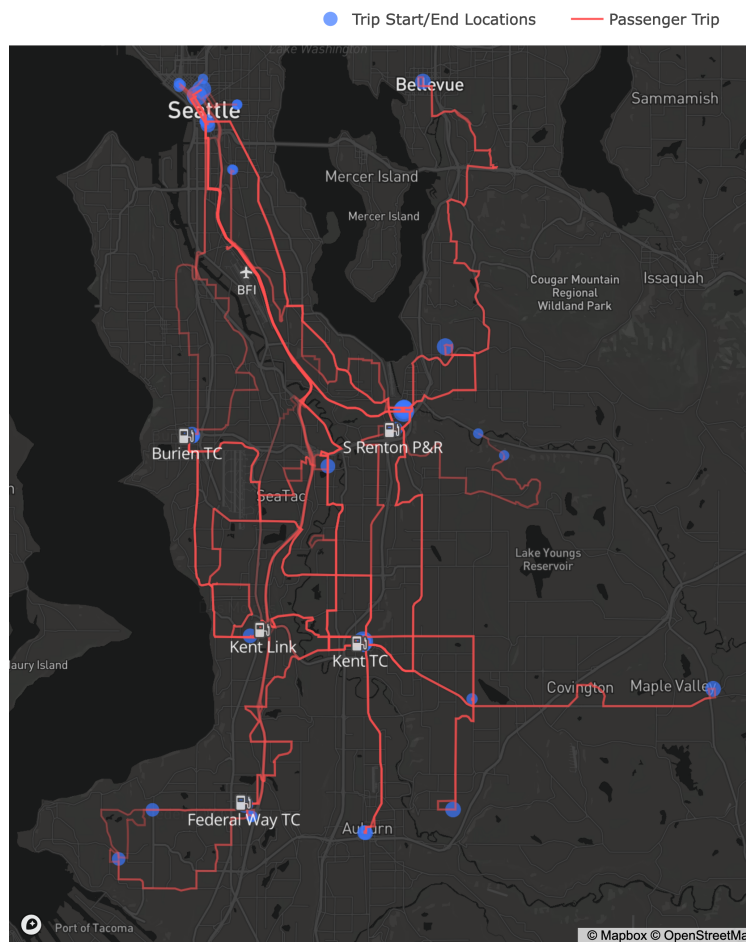 Trip Start/End Locations
Passenger Trip
Lake Washington
Bellevue
Seattle
Sammamish
Mercer Island
Mercer Island
BFI
Cougar Mountain
Regional
Wildland Park
Issaquah
S Renton P&R
Burien TC
SeaTac
Lake Youngs
Reservoir
Kent Link
Kent TC
laury Island
Covington
Maple Valley
Federal Way TC
Auburn
Port of Tacoma
© Mapbox © OpenStreetMa